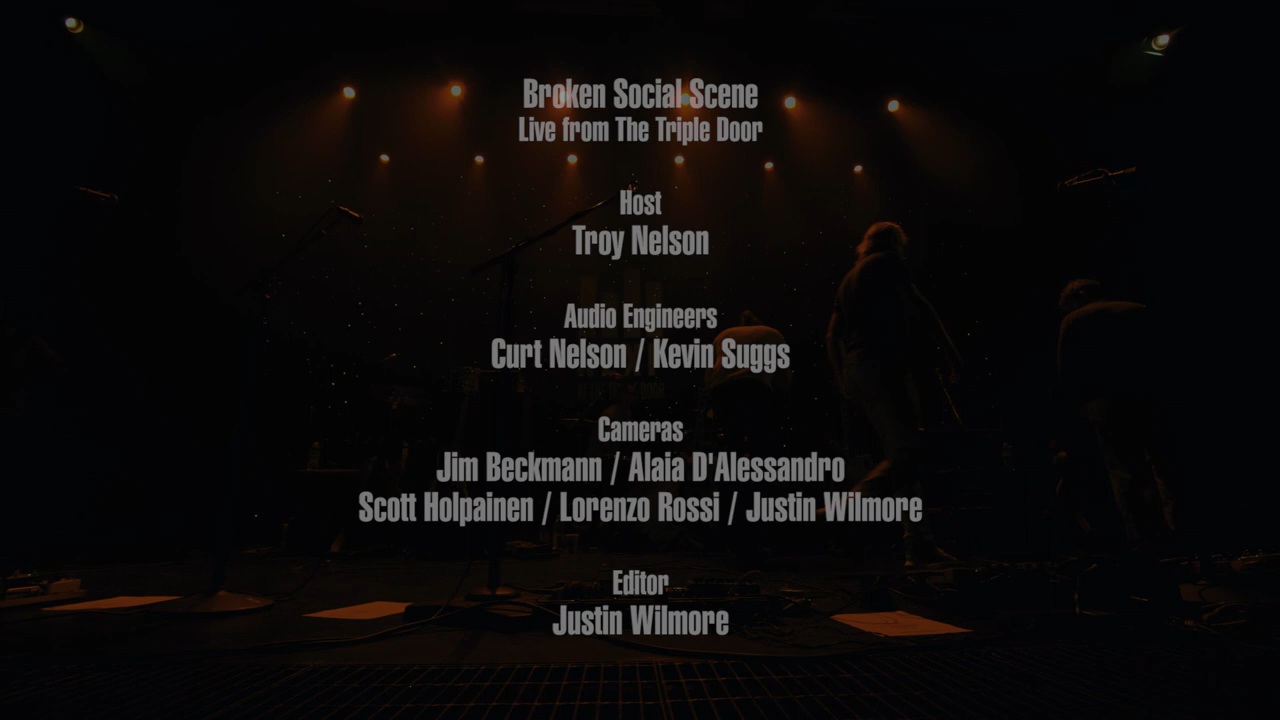 Broken Social Scene
Live from The Triple Door
Host
Troy Nelson
Audio Engineers
Curt Nelson / Kevin Suggs
Cameras
Jim Beckmann / Alaia D'Alessandro
Scott Holpainen / Lorenzo Rossi / Justin Wilmore
Editor
Justin Wilmore